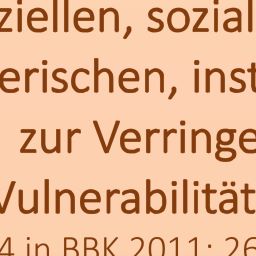 ziellen, sozial
erischen, inst
zur Verringe
Vulnerabilität
4 in BBK 2011: 26